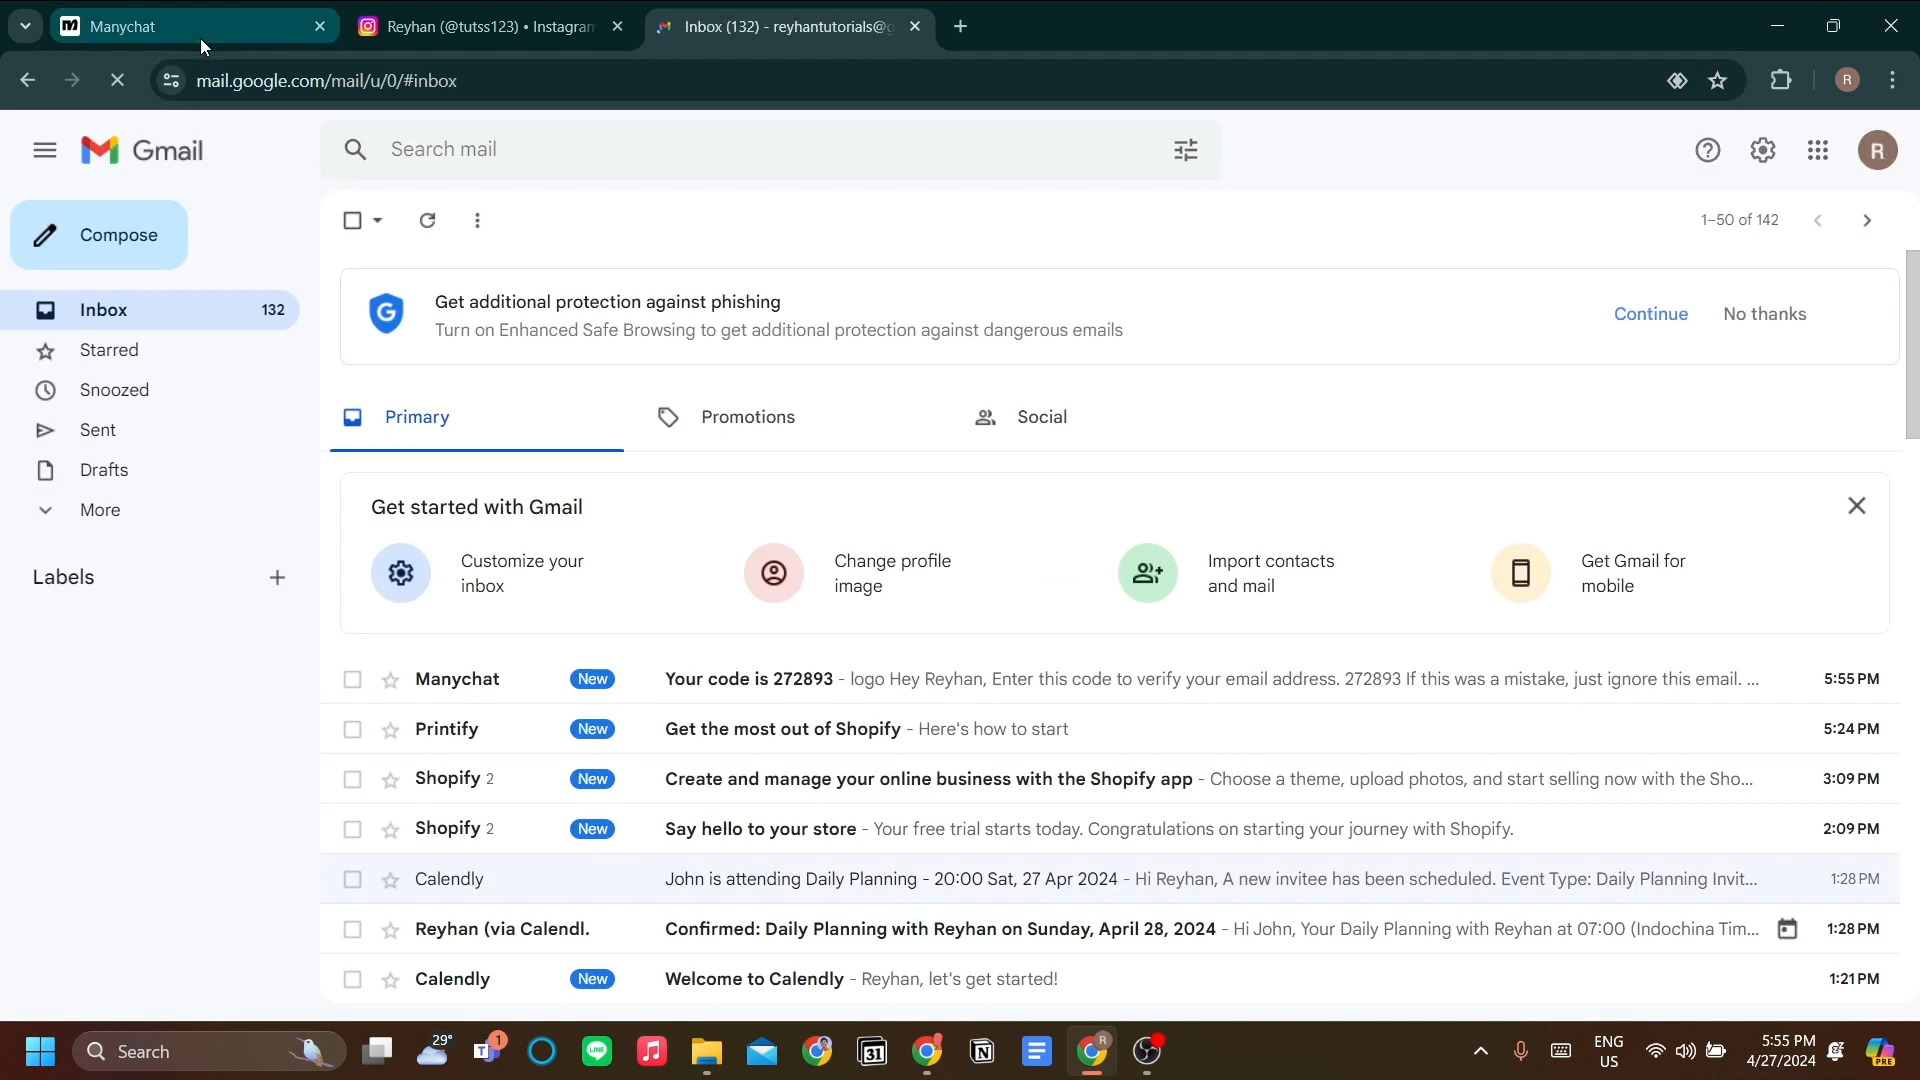 Manychat
Reyhan (@tutss123) • Instagram
Inbox (132) - reyhantutorials@g
mail.google.com/mail/u/0/#inbox
R
Gmail
Search mail
R
Compose
1–50 of 142
Inbox 132
Starred
Snoozed
Sent
Drafts
More
Labels
Get additional protection against phishing
Turn on Enhanced Safe Browsing to get additional protection against dangerous emails
Continue No thanks
Primary Promotions Social
Get started with Gmail
Customize your
inbox
Change profile
image
Import contacts
and mail
Get Gmail for
mobile
Manychat New Your code is 272893 - logo Hey Reyhan, Enter this code to verify your email address. 272893 If this was a mistake, just ignore this email. ... 5:55 PM
Printify New Get the most out of Shopify - Here's how to start 5:24 PM
Shopify 2 New Create and manage your online business with the Shopify app - Choose a theme, upload photos, and start selling now with the Sho... 3:09 PM
Shopify 2 New Say hello to your store - Your free trial starts today. Congratulations on starting your journey with Shopify. 2:09 PM
Calendly John is attending Daily Planning - 20:00 Sat, 27 Apr 2024 - Hi Reyhan, A new invitee has been scheduled. Event Type: Daily Planning Invit... 1:28 PM
Reyhan (via Calendl. Confirmed: Daily Planning with Reyhan on Sunday, April 28, 2024 - Hi John, Your Daily Planning with Reyhan at 07:00 (Indochina Tim... 1:28 PM
Calendly New Welcome to Calendly - Reyhan, let's get started! 1:21 PM
Search
29°
1
LINE
31
R
ENG
US
5:55 PM
4/27/2024
PRE